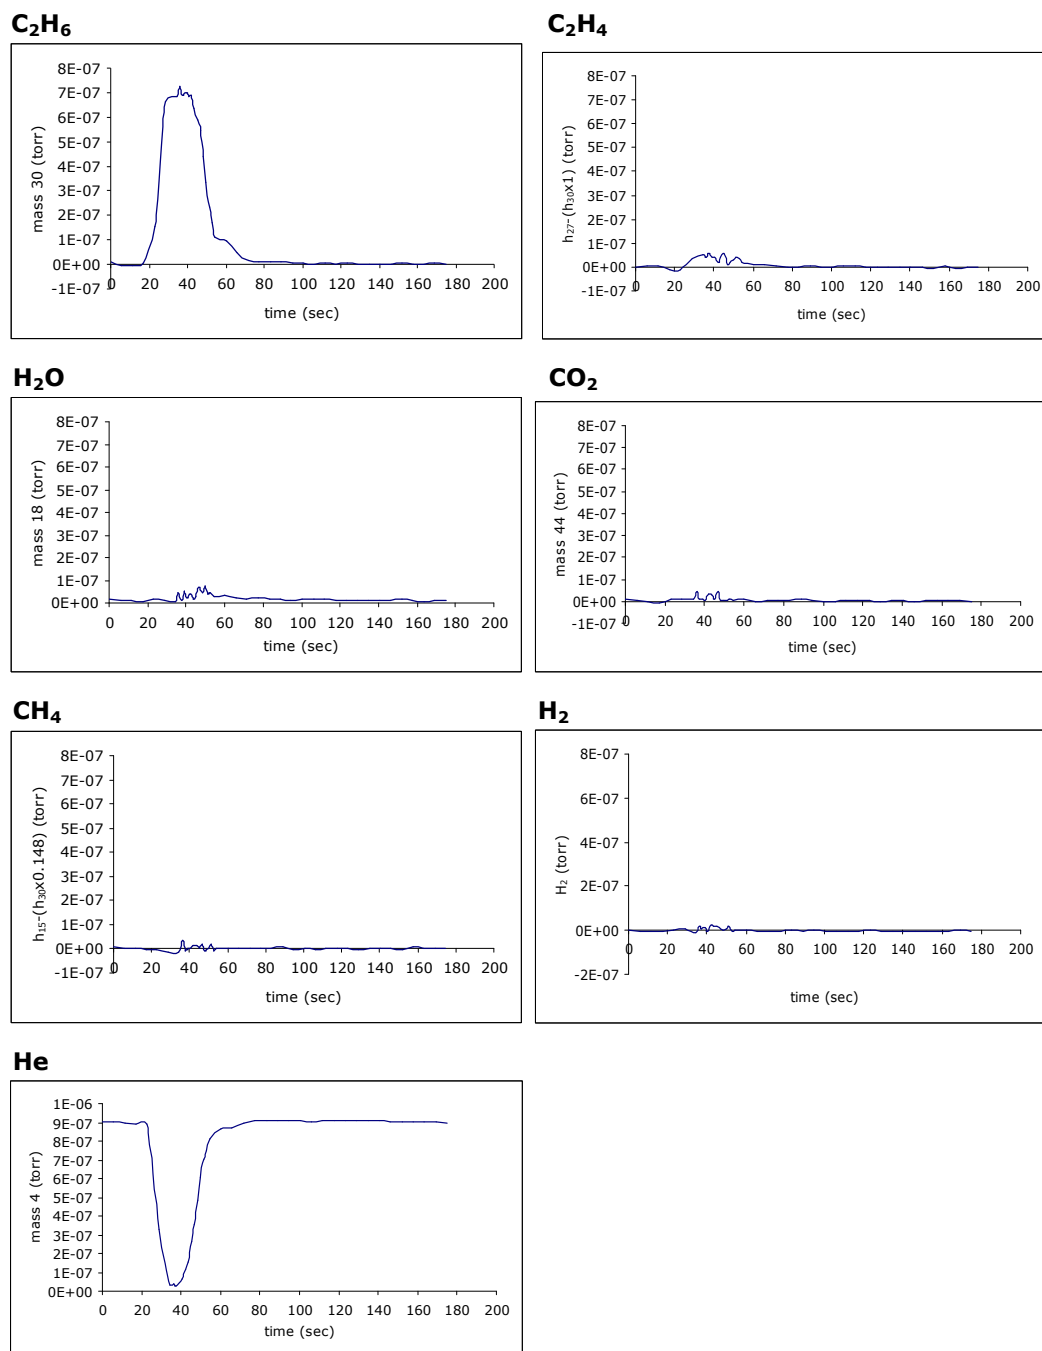 C₂H₆
8E-07
7E-07
6E-07
5E-07
4E-07
3E-07
2E-07
1E-07
0E+00
-1E-07
0 20 40 60 80 100 120 140 160 180 200
mass 30 (torr)
time (sec)
C₂H₄
8E-07
7E-07
6E-07
5E-07
4E-07
3E-07
2E-07
1E-07
0E+00
-1E-07
0 20 40 60 80 100 120 140 160 180 200
h₂₇-(h₃₀x1) (torr)
time (sec)
H₂O
8E-07
7E-07
6E-07
5E-07
4E-07
3E-07
2E-07
1E-07
0E+00
0 20 40 60 80 100 120 140 160 180 200
mass 18 (torr)
time (sec)
CO₂
8E-07
7E-07
6E-07
5E-07
4E-07
3E-07
2E-07
1E-07
0E+00
-1E-07
0 20 40 60 80 100 120 140 160 180 200
mass 44 (torr)
time (sec)
CH₄
8E-07
7E-07
6E-07
5E-07
4E-07
3E-07
2E-07
1E-07
0E+00
-1E-07
0 20 40 60 80 100 120 140 160 180 200
h₁₅-(h₃₀x0.148) (torr)
time (sec)
H₂
8E-07
6E-07
4E-07
2E-07
0E+00
-2E-07
0 20 40 60 80 100 120 140 160 180 200
H₂ (torr)
time (sec)
He
1E-06
9E-07
8E-07
7E-07
6E-07
5E-07
4E-07
3E-07
2E-07
1E-07
0E+00
0 20 40 60 80 100 120 140 160 180 200
mass 4 (torr)
time (sec)